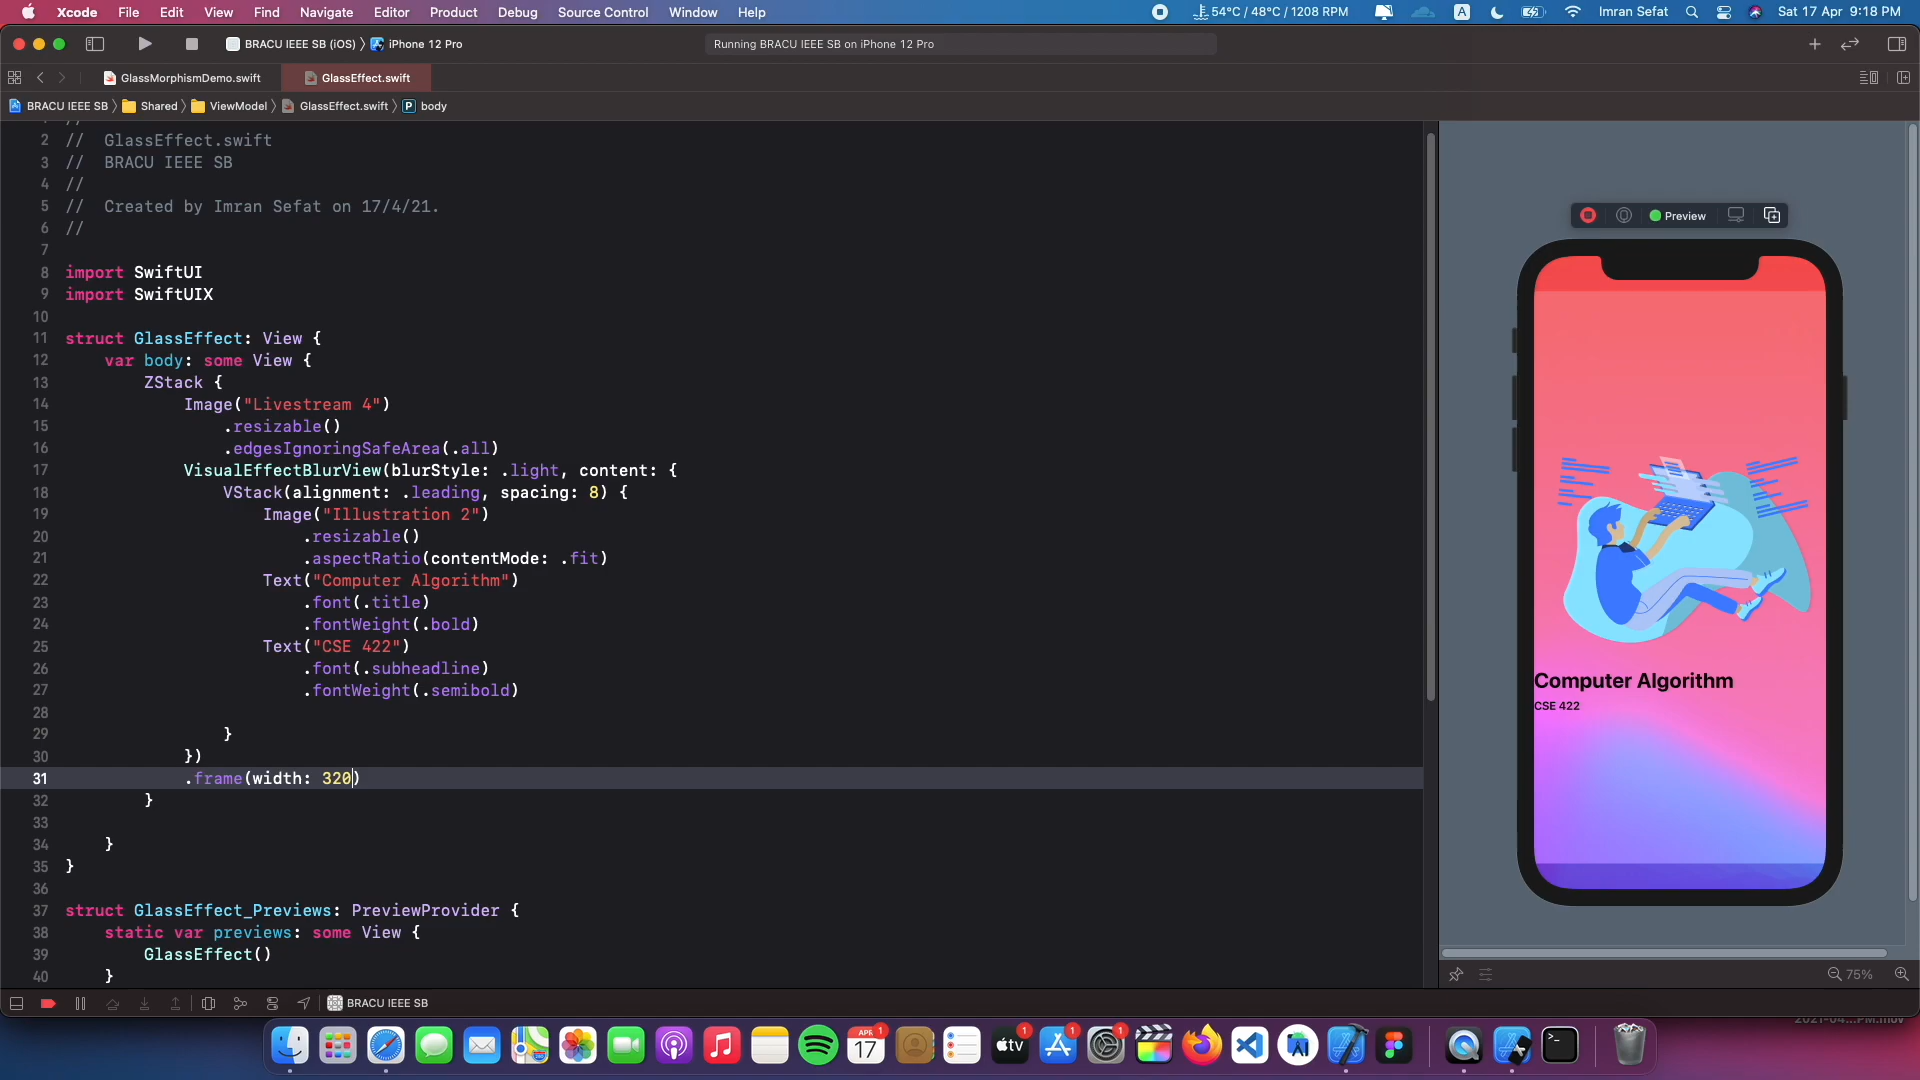 Xcode File Edit View Find Navigate Editor Product Debug Source Control Window Help
54°C / 48°C / 1208 RPM A Imran Sefat Sat 17 Apr 9:18 PM
BRACU IEEE SB (iOS) iPhone 12 Pro
Running BRACU IEEE SB on iPhone 12 Pro
GlassMorphismDemo.swift GlassEffect.swift
BRACU IEEE SB Shared ViewModel GlassEffect.swift P body
2 // GlassEffect.swift
3 // BRACU IEEE SB
4 //
5 // Created by Imran Sefat on 17/4/21.
6 //
7
8 import SwiftUI
9 import SwiftUIX
10
11 struct GlassEffect: View {
12 var body: some View {
13 ZStack {
14 Image("Livestream 4")
15 .resizable()
16 .edgesIgnoringSafeArea(.all)
17 VisualEffectBlurView(blurStyle: .light, content: {
18 VStack(alignment: .leading, spacing: 8) {
19 Image("Illustration 2")
20 .resizable()
21 .aspectRatio(contentMode: .fit)
22 Text("Computer Algorithm")
23 .font(.title)
24 .fontWeight(.bold)
25 Text("CSE 422")
26 .font(.subheadline)
27 .fontWeight(.semibold)
28
29 }
30 })
31 .frame(width: 320)
32 }
33
34 }
35 }
36
37 struct GlassEffect_Previews: PreviewProvider {
38 static var previews: some View {
39 GlassEffect()
40 }
Preview
Computer Algorithm
CSE 422
75%
BRACU IEEE SB
APR 17
1
tv 1
1
1